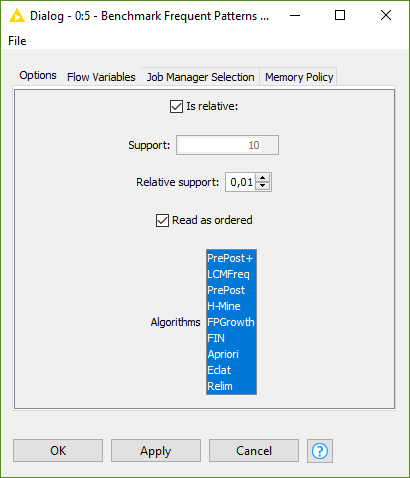 Dialog - 0:5 - Benchmark Frequent Patterns ...
File
Options Flow Variables Job Manager Selection Memory Policy
Is relative:
Support: 10
Relative support: 0,01
Read as ordered
Algorithms
PrePost+
LCMFreq
PrePost
H-Mine
FPGrowth
FIN
Apriori
Eclat
Relim
OK Apply Cancel ?